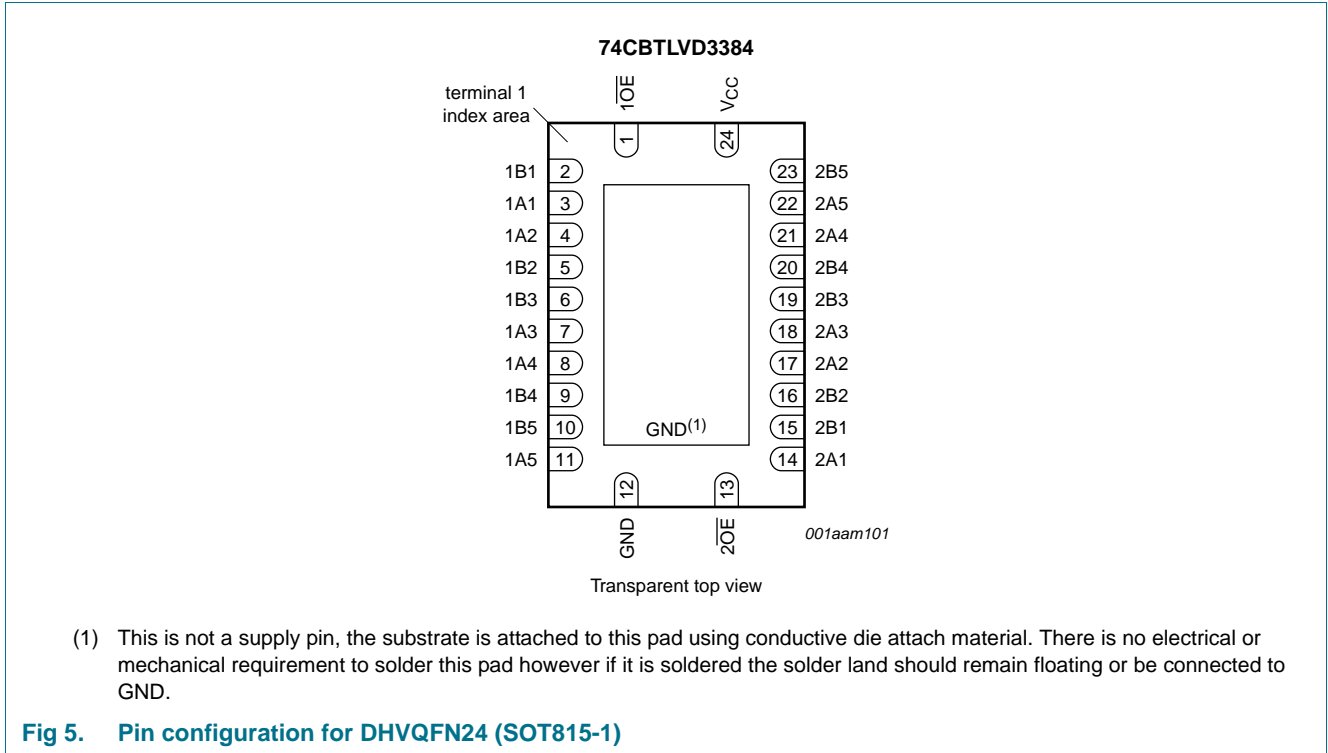 74CBTLVD3384
terminal 1
index area
1OE
VCC
1
24
1B1 2
23 2B5
1A1 3
22 2A5
1A2 4
21 2A4
1B2 5
20 2B4
1B3 6
19 2B3
1A3 7
18 2A3
1A4 8
17 2A2
1B4 9
16 2B2
1B5 10
GND(1)
15 2B1
1A5 11
14 2A1
12
13
GND
2OE
001aam101
Transparent top view
(1) This is not a supply pin, the substrate is attached to this pad using conductive die attach material. There is no electrical or
mechanical requirement to solder this pad however if it is soldered the solder land should remain floating or be connected to
GND.
Fig 5. Pin configuration for DHVQFN24 (SOT815-1)